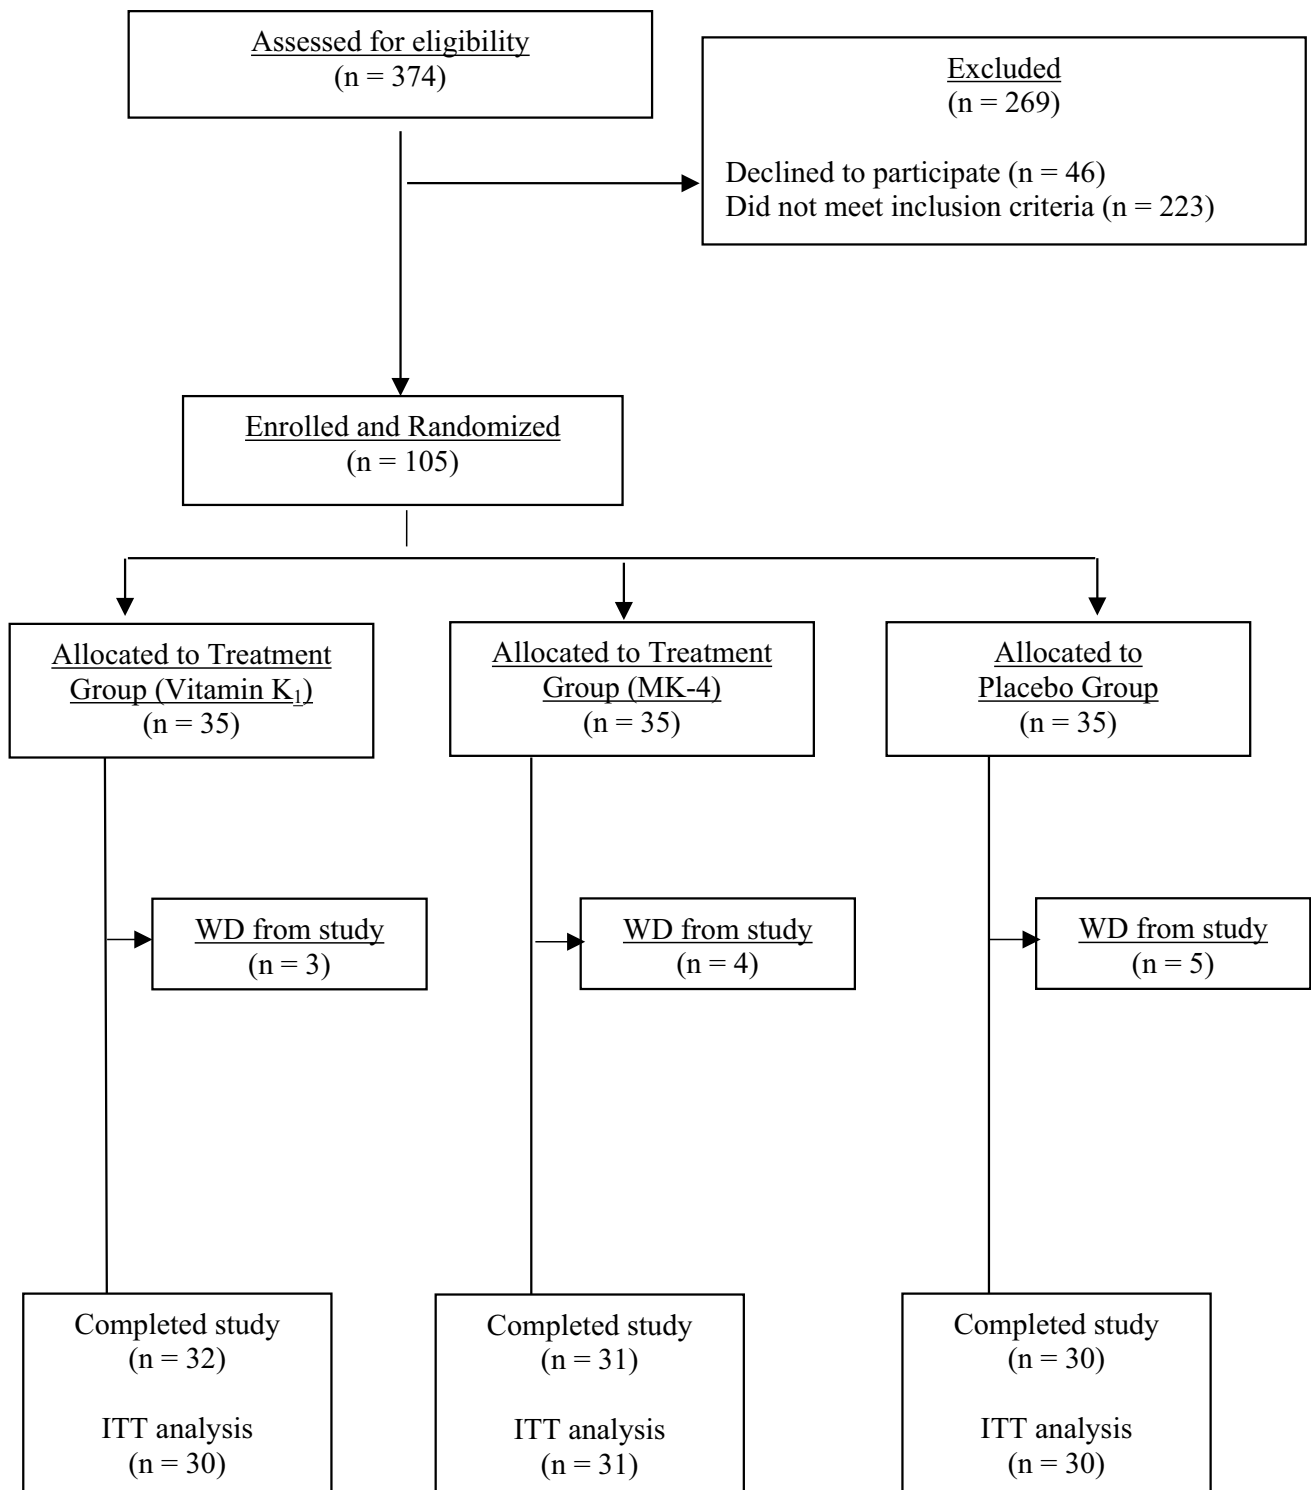 Assessed for eligibility
(n = 374)
Excluded
(n = 269)
Declined to participate (n = 46)
Did not meet inclusion criteria (n = 223)
Enrolled and Randomized
(n = 105)
Allocated to Treatment
Group (Vitamin K₁)
(n = 35)
Allocated to Treatment
Group (MK-4)
(n = 35)
Allocated to
Placebo Group
(n = 35)
WD from study
(n = 3)
WD from study
(n = 4)
WD from study
(n = 5)
Completed study
(n = 32)
ITT analysis
(n = 30)
Completed study
(n = 31)
ITT analysis
(n = 31)
Completed study
(n = 30)
ITT analysis
(n = 30)